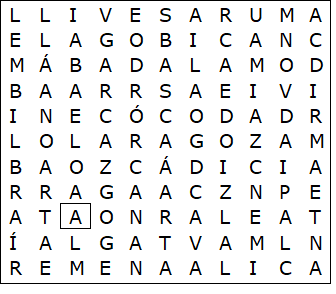 L L I V E S A R U M A
E L A G O B I C A N C
M Á B A D A L A M O D
B A A R R S A E I V I
I N E C Ó C O D A D R
L O L A R A G O Z A M
B A O Z C Á D I C I A
R R A G A A C Z N P E
A T A O N R A L E A T
Í A L G A T V A M L N
R E M E N A A L I C A